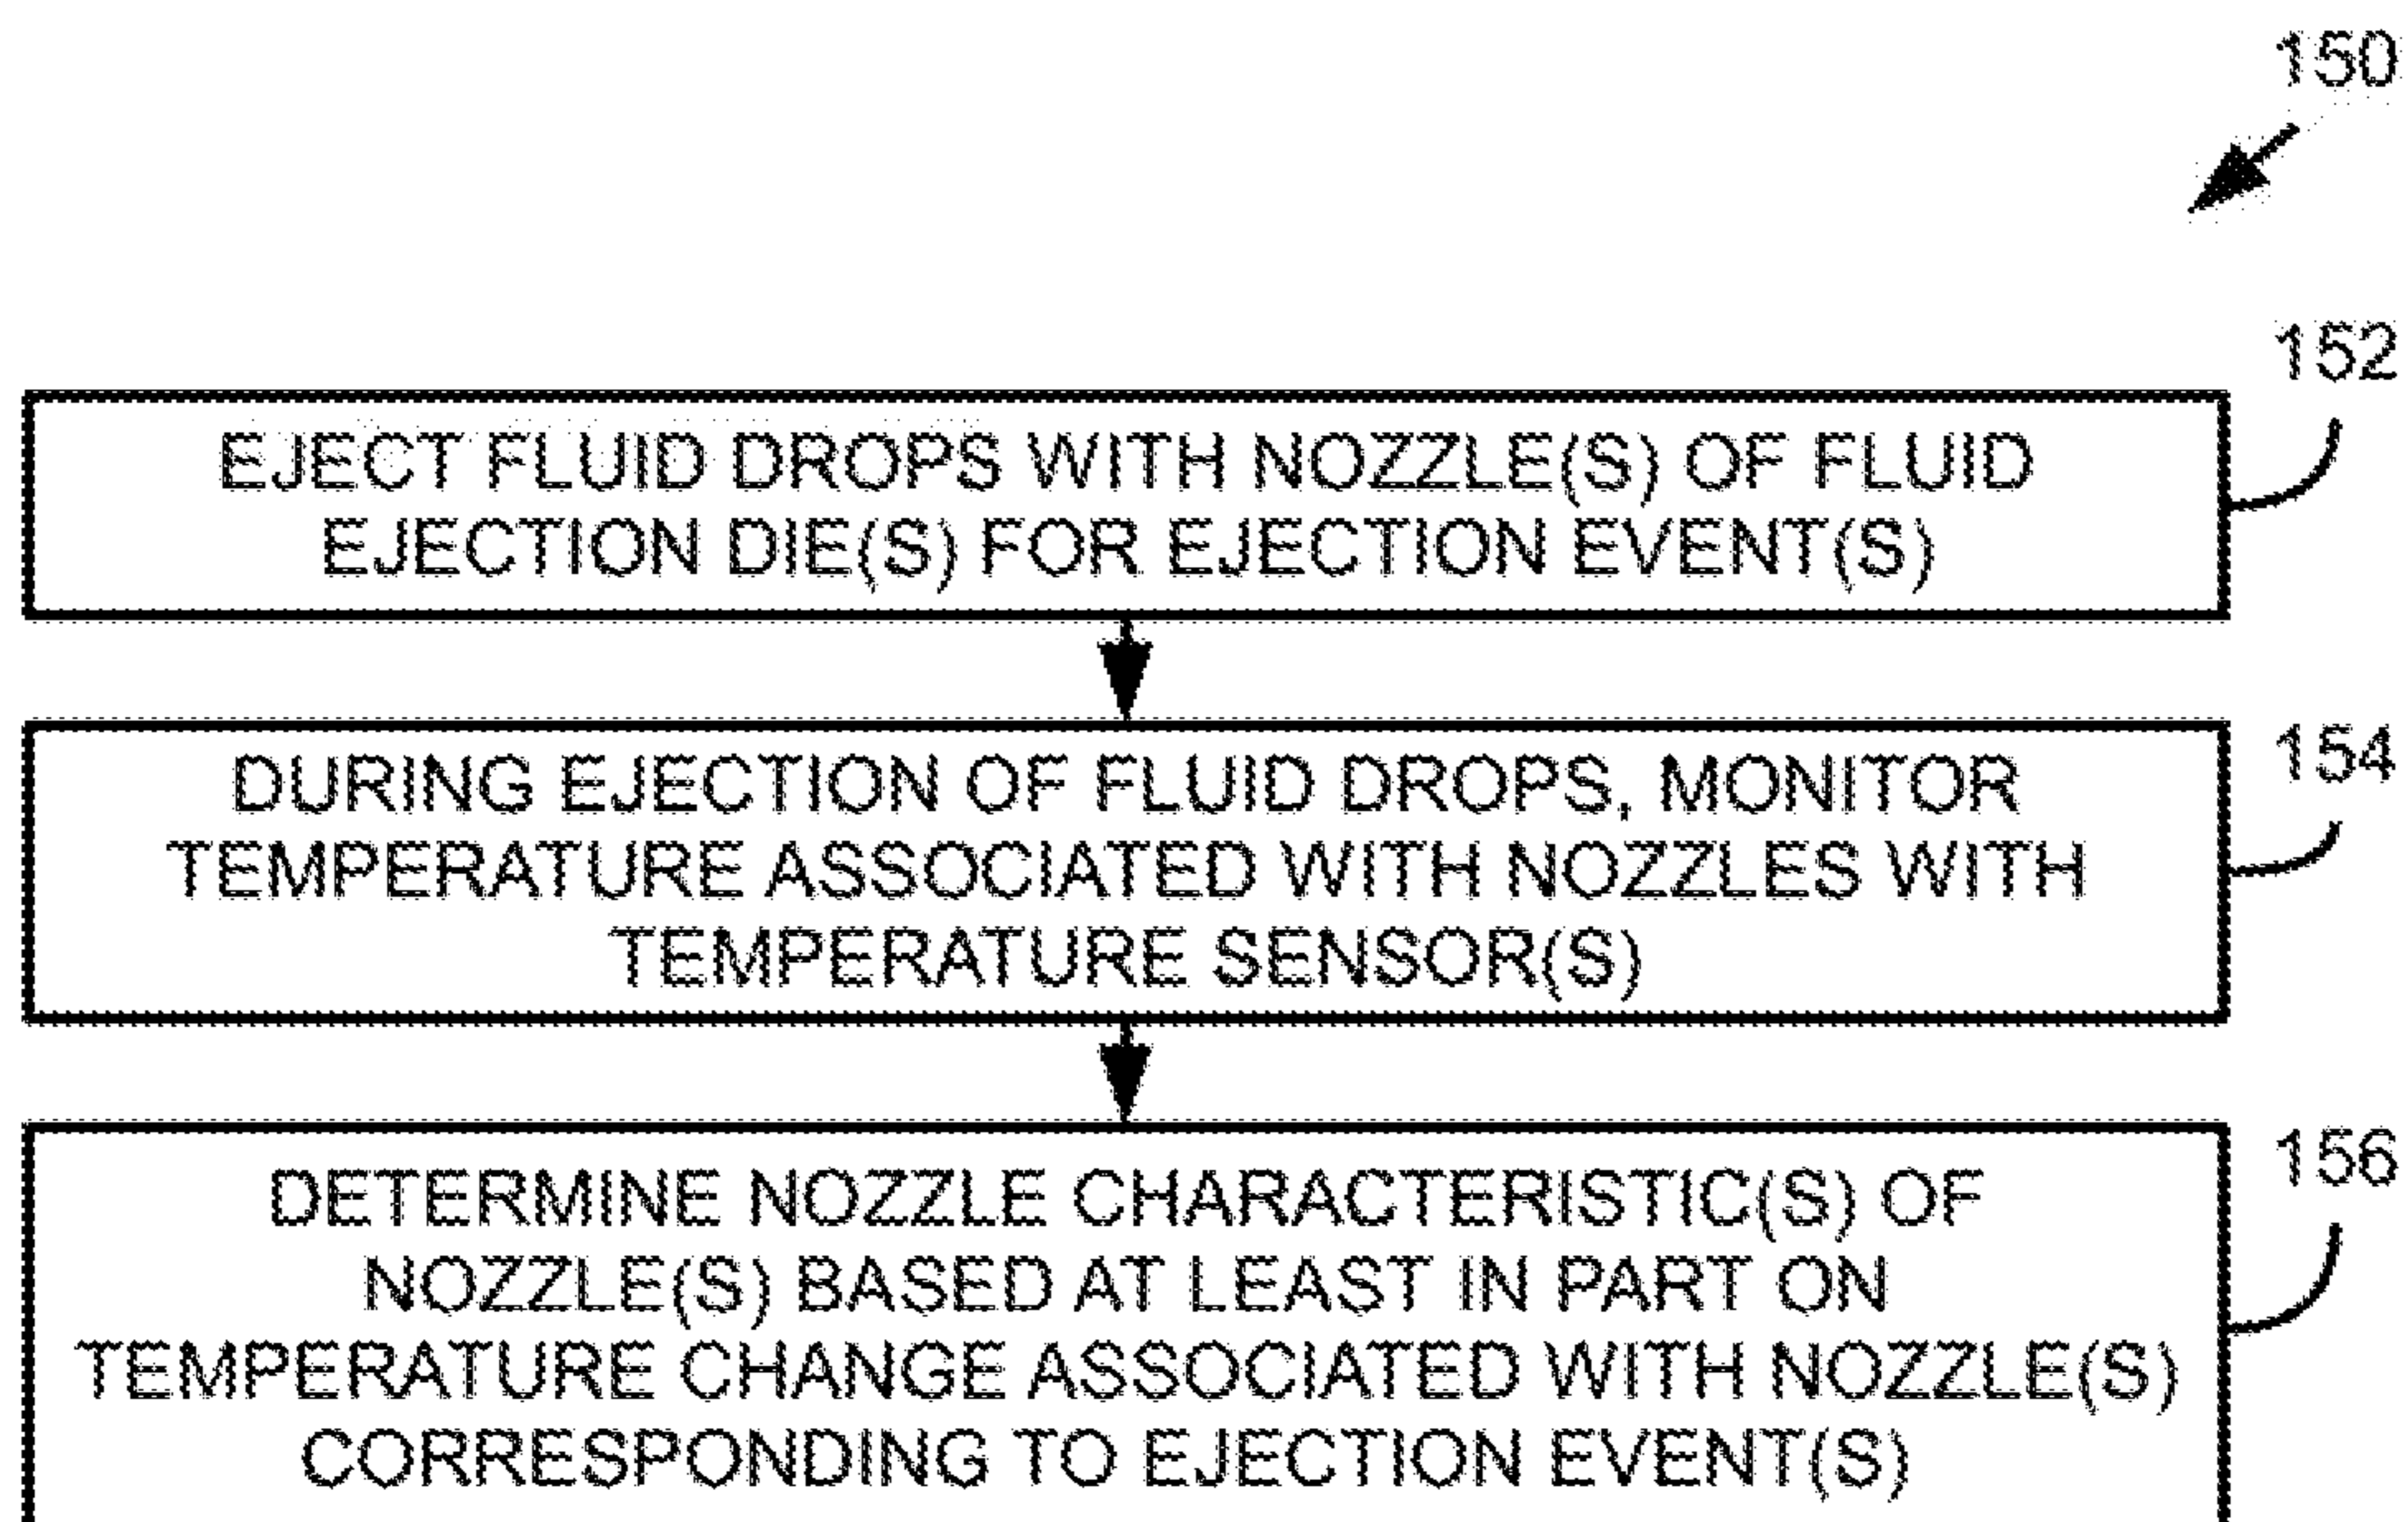 150
152
EJECT FLUID DROPS WITH NOZZLE(S) OF FLUID
EJECTION DIE(S) FOR EJECTION EVENT(S)
154
DURING EJECTION OF FLUID DROPS, MONITOR
TEMPERATURE ASSOCIATED WITH NOZZLES WITH
TEMPERATURE SENSOR(S)
156
DETERMINE NOZZLE CHARACTERISTIC(S) OF
NOZZLE(S) BASED AT LEAST IN PART ON
TEMPERATURE CHANGE ASSOCIATED WITH NOZZLE(S)
CORRESPONDING TO EJECTION EVENT(S)